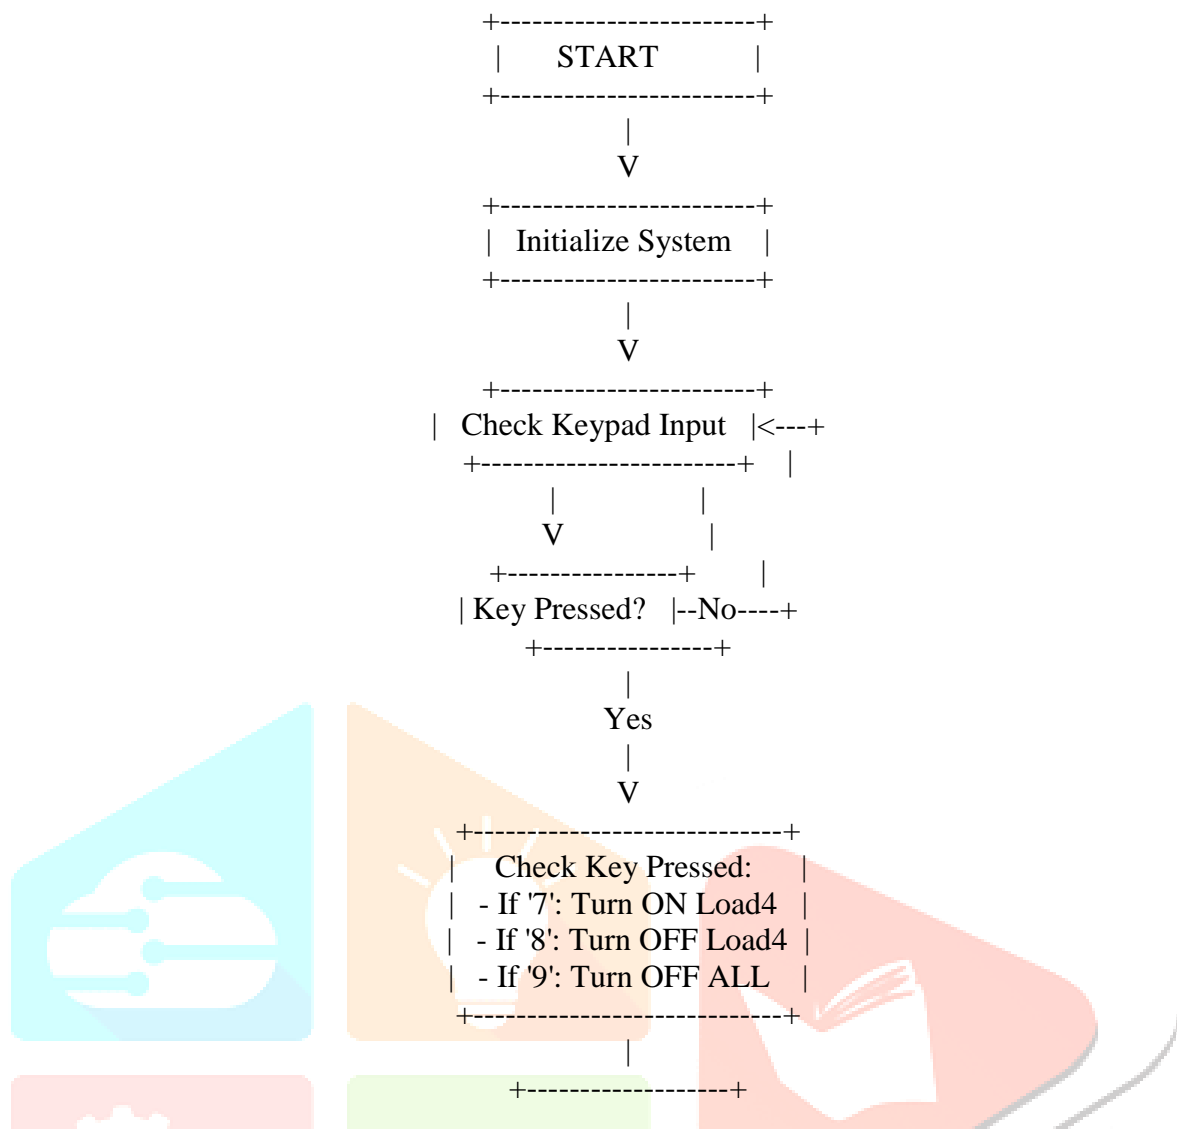 +------------------------+
| START |
+------------------------+
|
V
+------------------------+
| Initialize System |
+------------------------+
|
V
+------------------------+
| Check Keypad Input |<---+
+------------------------+ |
| |
V |
+----------------+ |
| Key Pressed? |--No----+
+----------------+
|
Yes
|
V
+-----------------------------+
| Check Key Pressed: |
| - If '7': Turn ON Load4 |
| - If '8': Turn OFF Load4 |
| - If '9': Turn OFF ALL |
+-----------------------------+
|
+-------------------+